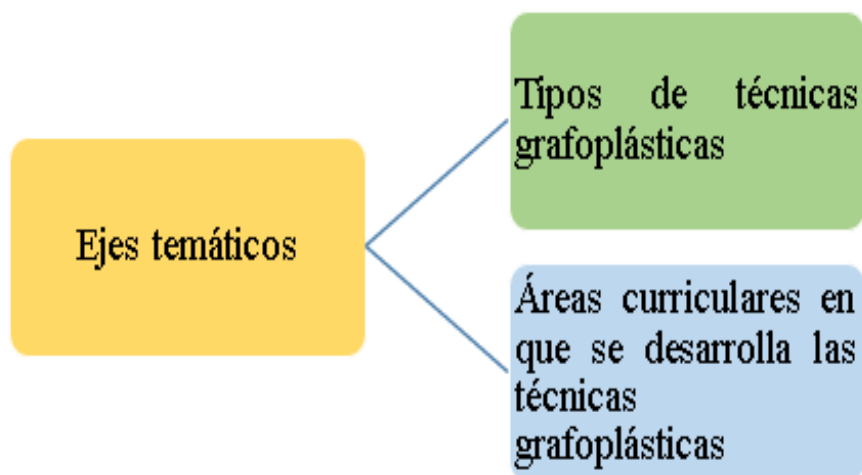 Ejes temáticos
Tipos de técnicas
grafoplásticas
Áreas curriculares en
que se desarrolla las
técnicas
grafoplásticas